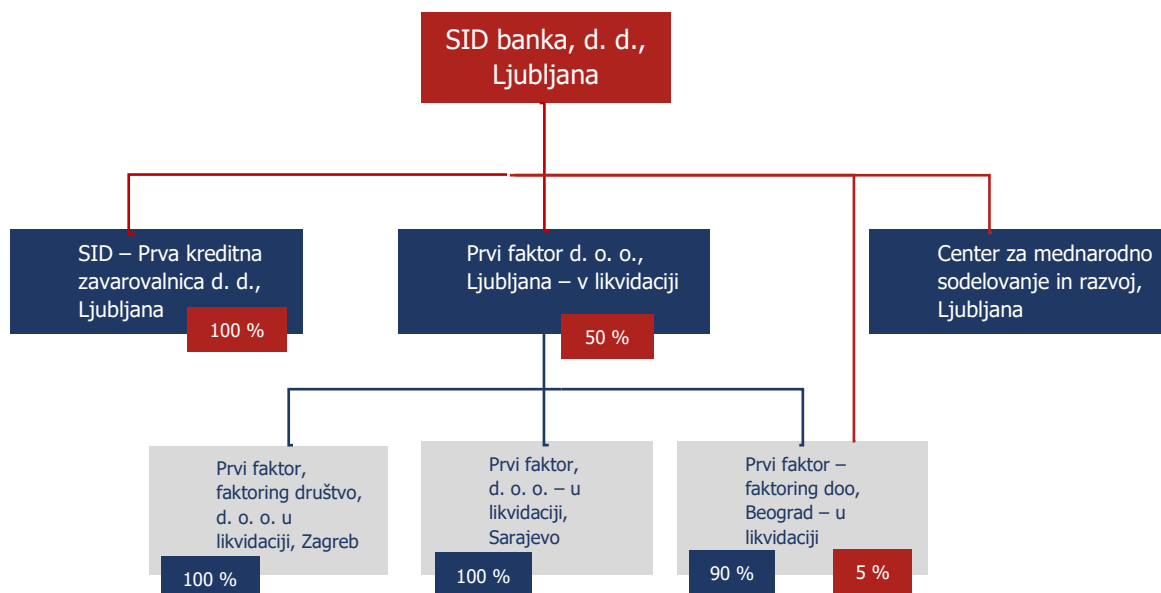 SID banka, d. d.,
Ljubljana
SID – Prva kreditna
zavarovalnica d. d.,
Ljubljana
100 %
Prvi faktor d. o. o.,
Ljubljana – v likvidaciji
50 %
Center za mednarodno
sodelovanje in razvoj,
Ljubljana
Prvi faktor,
faktoring društvo,
d. o. o. u
likvidaciji, Zagreb
100 %
Prvi faktor,
d. o. o. – u
likvidaciji,
Sarajevo
100 %
Prvi faktor –
faktoring doo,
Beograd – u
likvidaciji
90 %
5 %